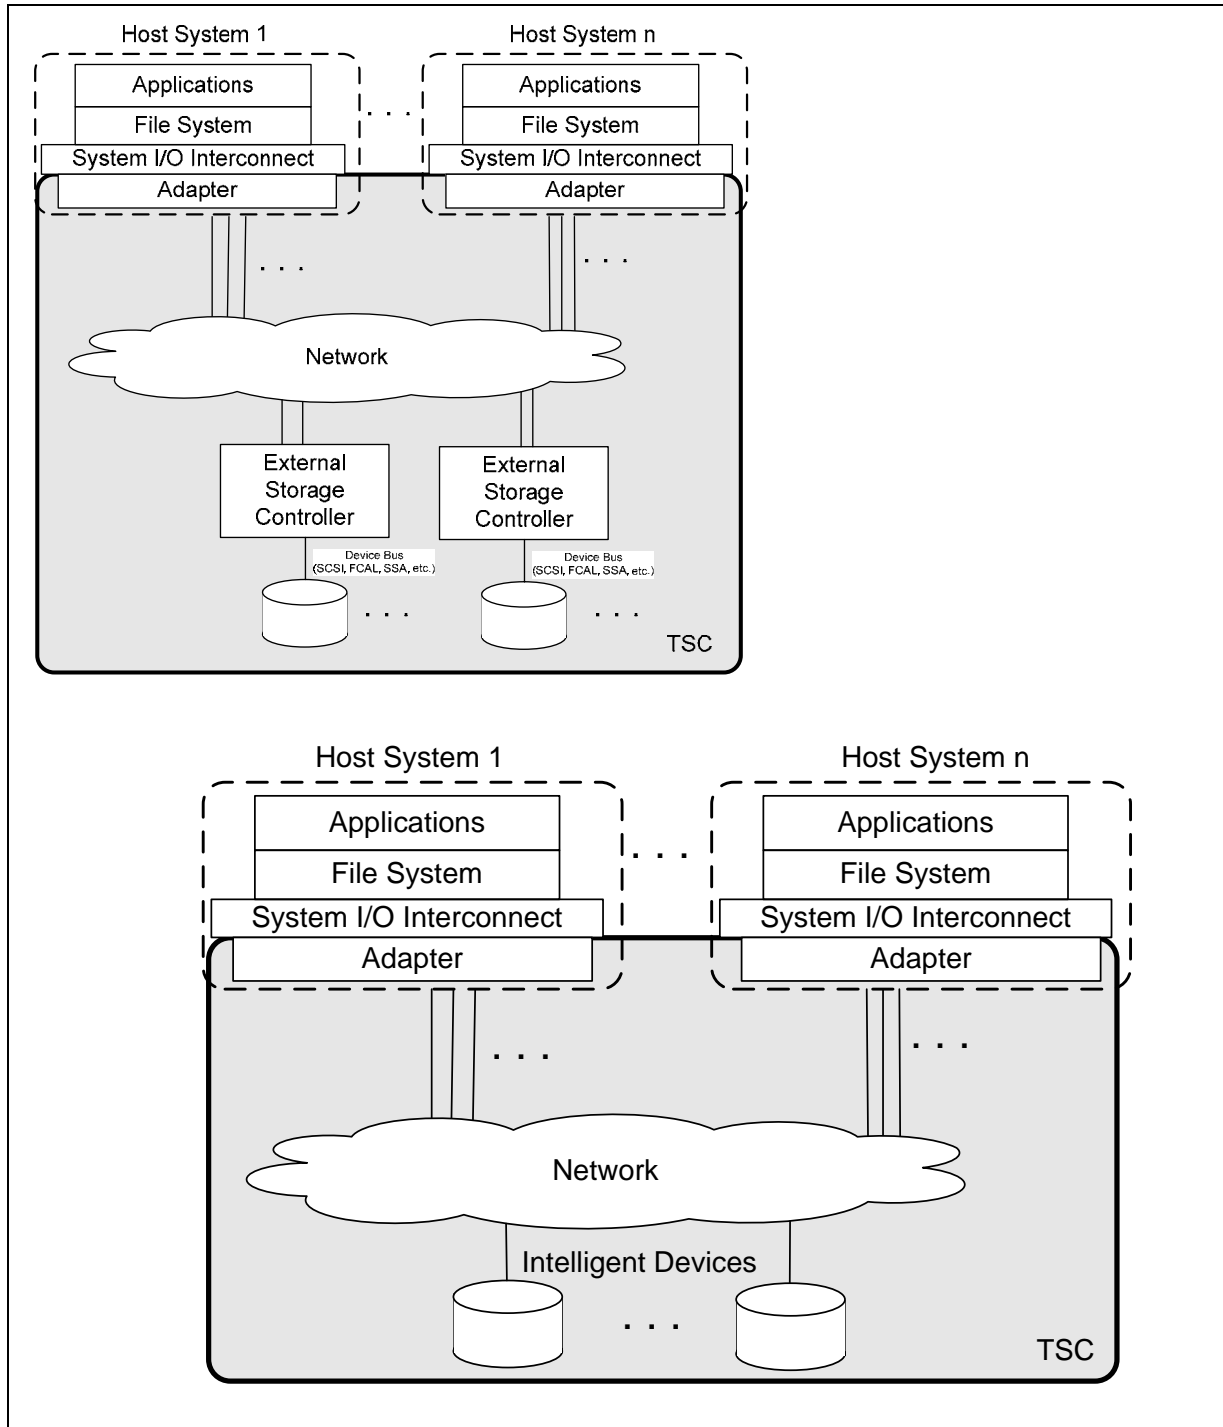 Host System 1
Host System n
Applications
Applications
. . .
File System
File System
System I/O Interconnect
System I/O Interconnect
Adapter
Adapter
. . .
. . .
Network
External
Storage
Controller
External
Storage
Controller
Device Bus
(SCSI, FCAL, SSA, etc.)
Device Bus
(SCSI, FCAL, SSA, etc.)
. . .
. . .
TSC
Host System 1
Host System n
Applications
Applications
. . .
File System
File System
System I/O Interconnect
System I/O Interconnect
Adapter
Adapter
. . .
. . .
Network
Intelligent Devices
. . .
TSC